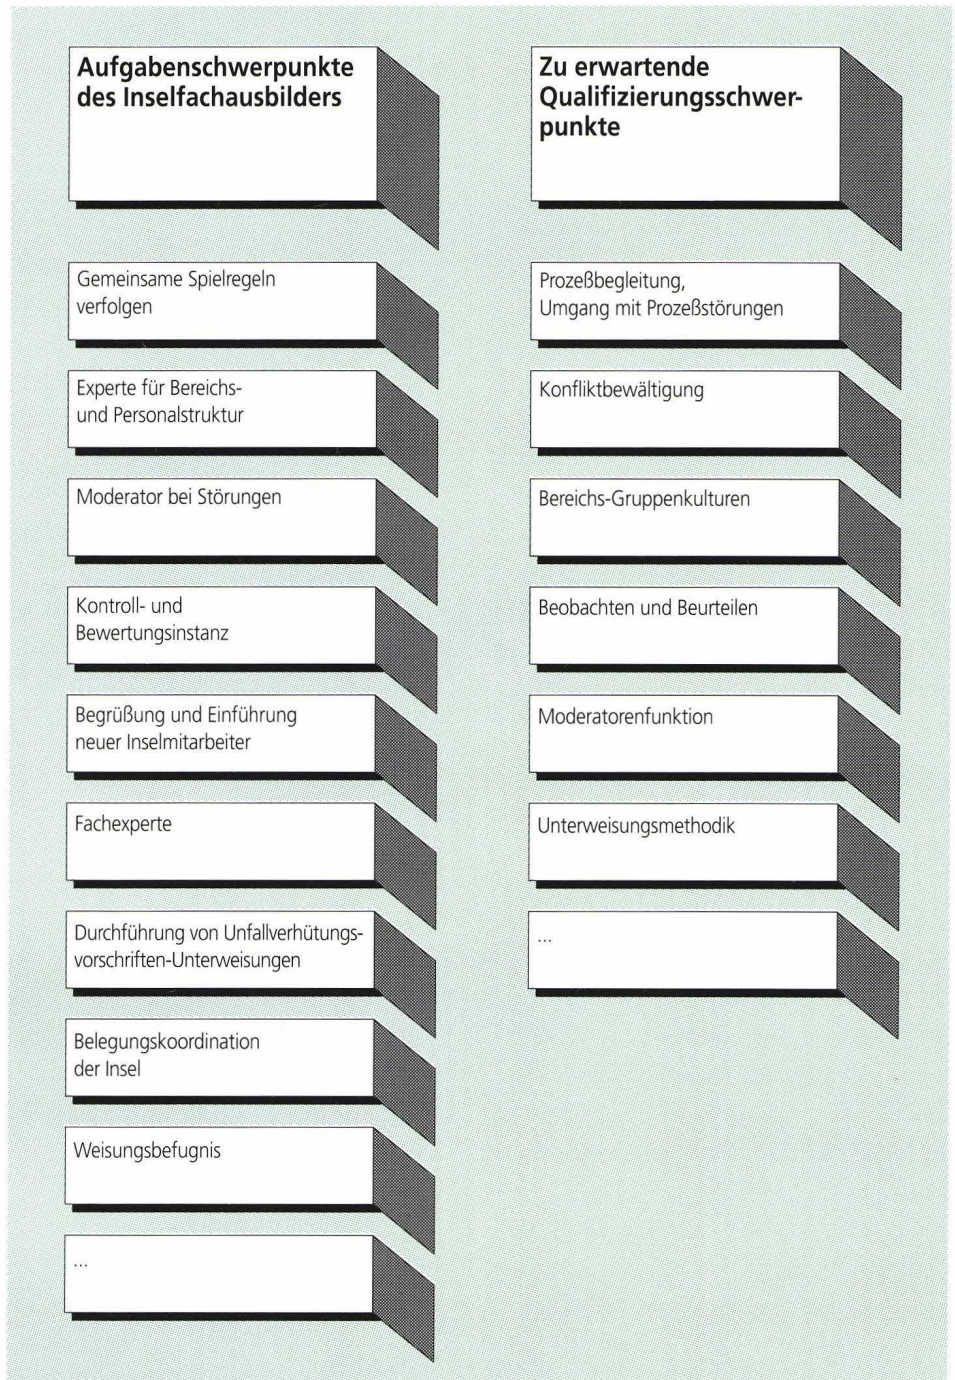 Aufgabenschwerpunkte
des Inselfachausbilders
Gemeinsame Spielregeln
verfolgen
Experte für Bereichs-
und Personalstruktur
Moderator bei Störungen
Kontroll- und
Bewertungsinstanz
Begrüßung und Einführung
neuer Inselmitarbeiter
Fachexperte
Durchführung von Unfallverhütungs-
vorschriften-Unterweisungen
Belegungskoordination
der Insel
Weisungsbefugnis
...
Zu erwartende
Qualifizierungsschwer-
punkte
Prozeßbegleitung,
Umgang mit Prozeßstörungen
Konfliktbewältigung
Bereichs-Gruppenkulturen
Beobachten und Beurteilen
Moderatorenfunktion
Unterweisungsmethodik
...